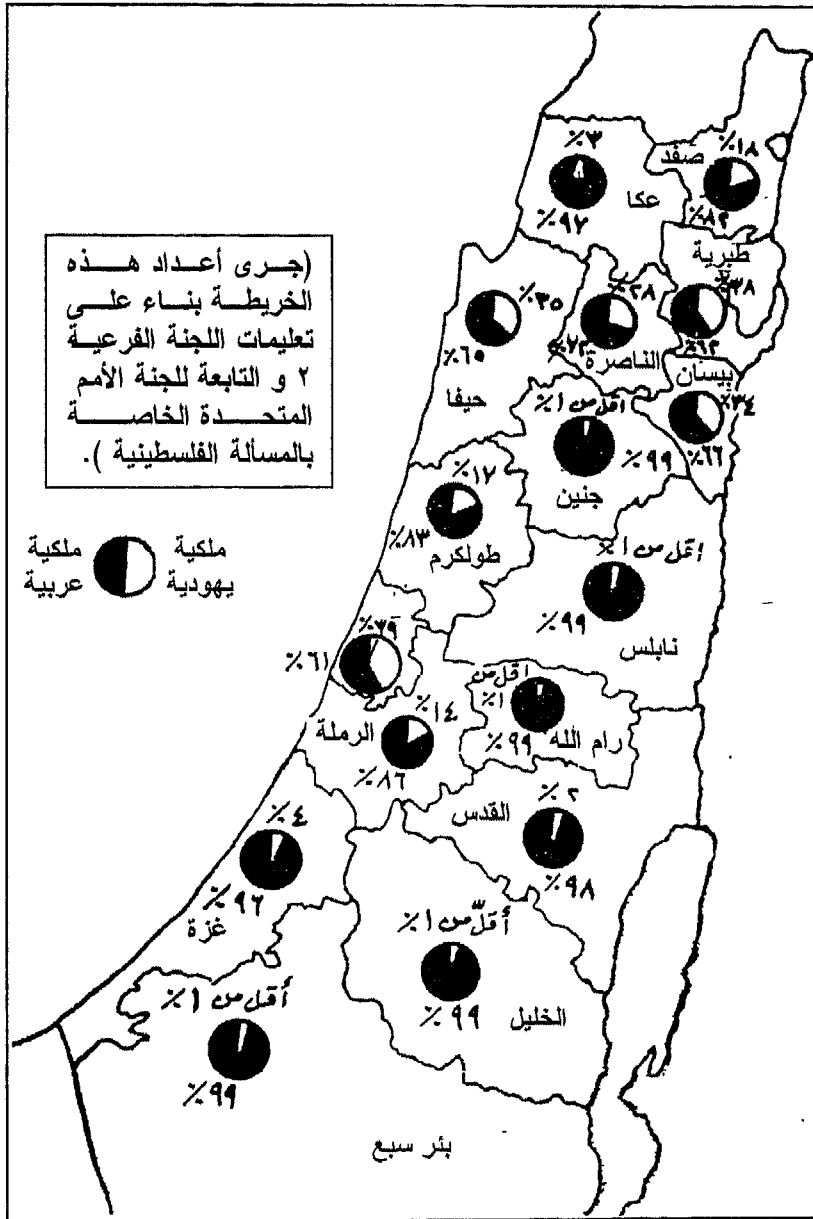 ٪٣
عكا
٪٩٧
صفد
٪١٨
٪٨٢
طبرية
٪٣٨
٪٦٢
(جرى أعداد هذه
الخريطة بناء على
تعليمات اللجنة الفرعية
٢ و التابعة للجنة الأمم
المتحدة الخاصة
بالمسألة الفلسطينية ).
٪٣٥
٪٦٥
حيفا
٪٢٨
٪٧٢
الناصرة
بيسان
٪٣٤
٪٦٦
أقل من ١٪
٪٩٩
جنين
٪١٧
٪٨٣
طولكرم
ملكية
يهودية
ملكية
عربية
اقل من ١٪
٪٩٩
نابلس
٪٣٩
٪٦١
أقل من
٪١
٪٩٩
رام الله
٪١٤
الرملة
٪٨٦
القدس
٪٢
٪٩٨
٪٤
٪٩٦
غزة
أقلّ من ١٪
٪٩٩
الخليل
أقل من ١٪
٪٩٩
بئر سبع